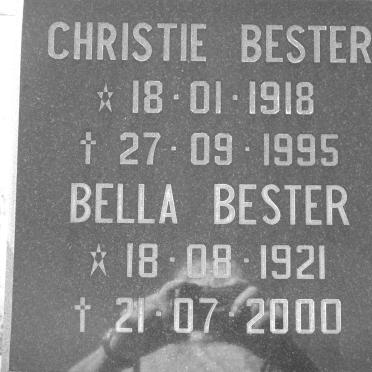 CHRISTIE BESTER
☆ 18·01·1918
† 27·09·1995
BELLA BESTER
☆ 18·08·1921
† 21·07·2000